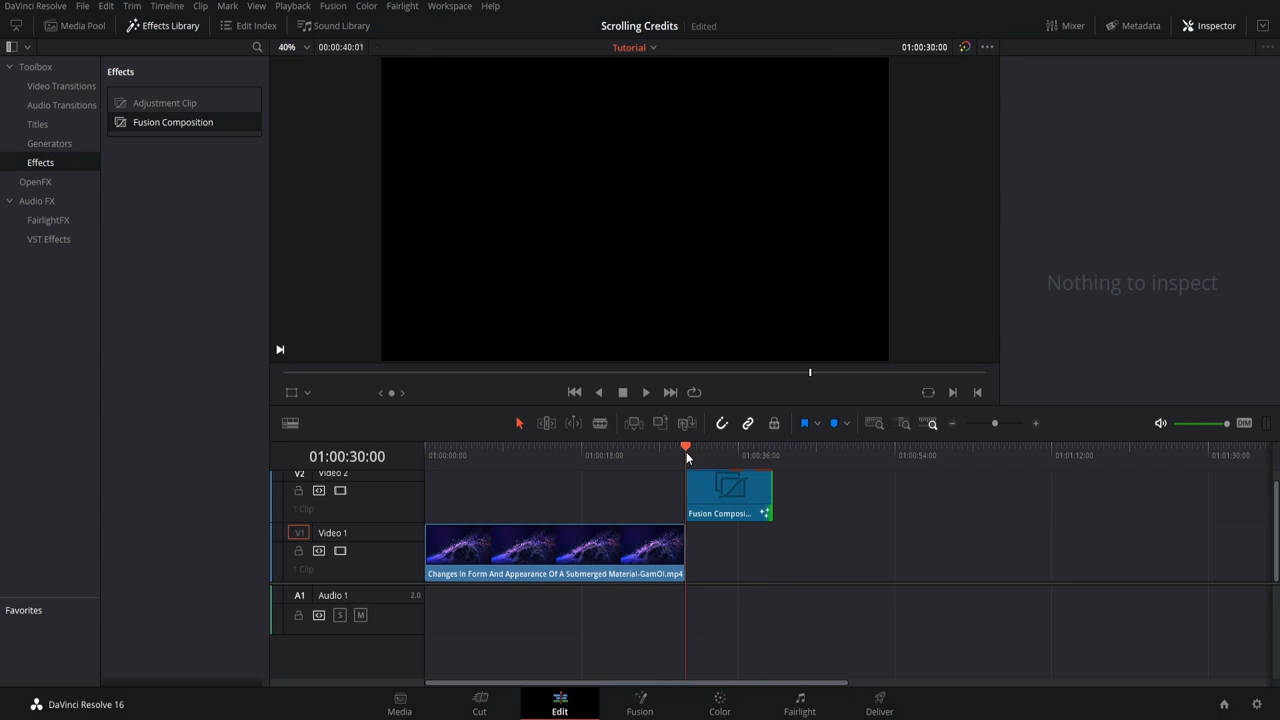 DaVinci Resolve File Edit Trim Timeline Clip Mark View Playback Fusion Color Fairlight Workspace Help
Media Pool Effects Library Edit Index Sound Library Scrolling Credits Edited Mixer Metadata Inspector
40% 00:00:40:01 Tutorial 01:00:30:00
Toolbox
Video Transitions
Audio Transitions
Titles
Generators
Effects
OpenFX
Audio FX
FairlightFX
VST Effects
Effects
Adjustment Clip
Fusion Composition
Nothing to inspect
DIM
01:00:30:00
01:00:00:00 01:00:18:00 01:00:36:00 01:00:54:00 01:01:12:00 01:01:30:00
V2 Video 2
1 Clip
Fusion Composi...
V1 Video 1
1 Clip
Changes In Form And Appearance Of A Submerged Material-GamOl.mp4
A1 Audio 1 2.0
S M
Favorites
DaVinci Resolve 16
Media Cut Edit Fusion Color Fairlight Deliver